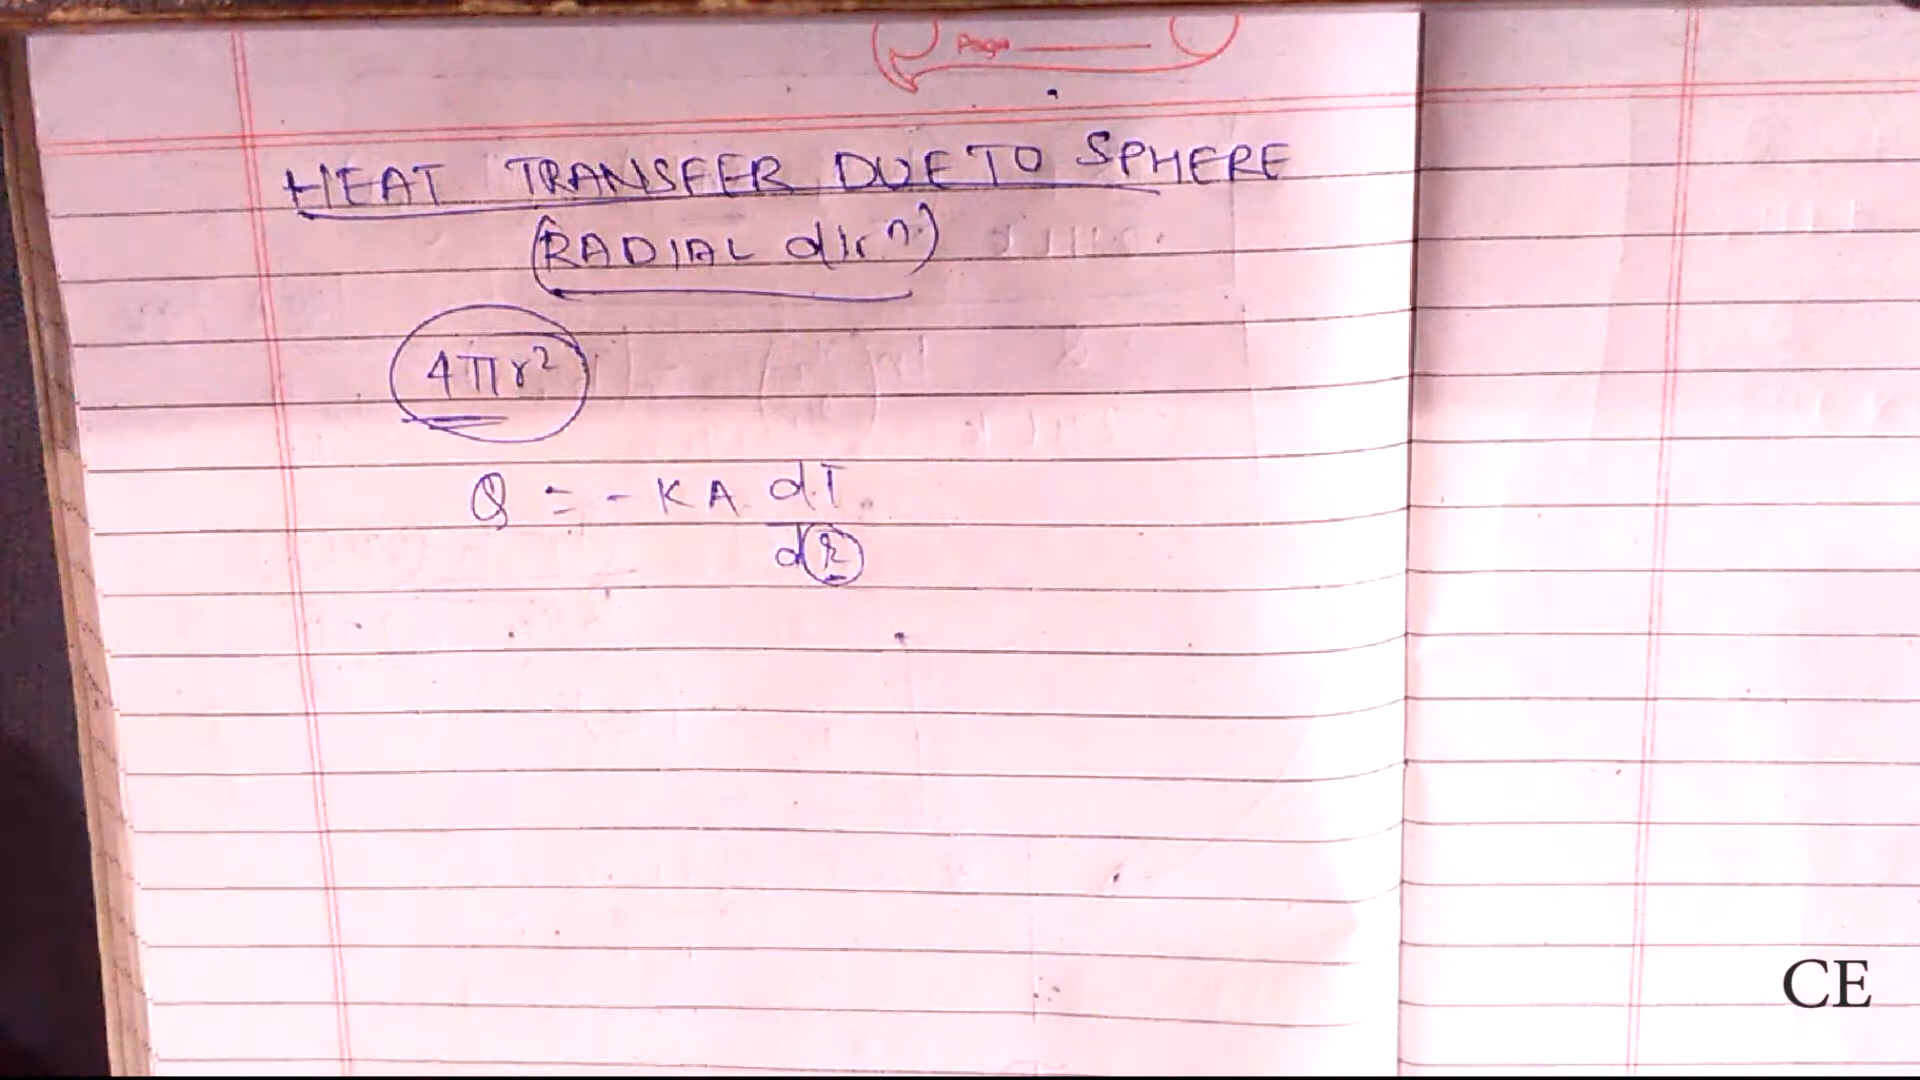 Page
HEAT TRANSFER DUE TO SPHERE
(RADIAL dirn.)
4πr²
Q = -KA dT
dr
CE